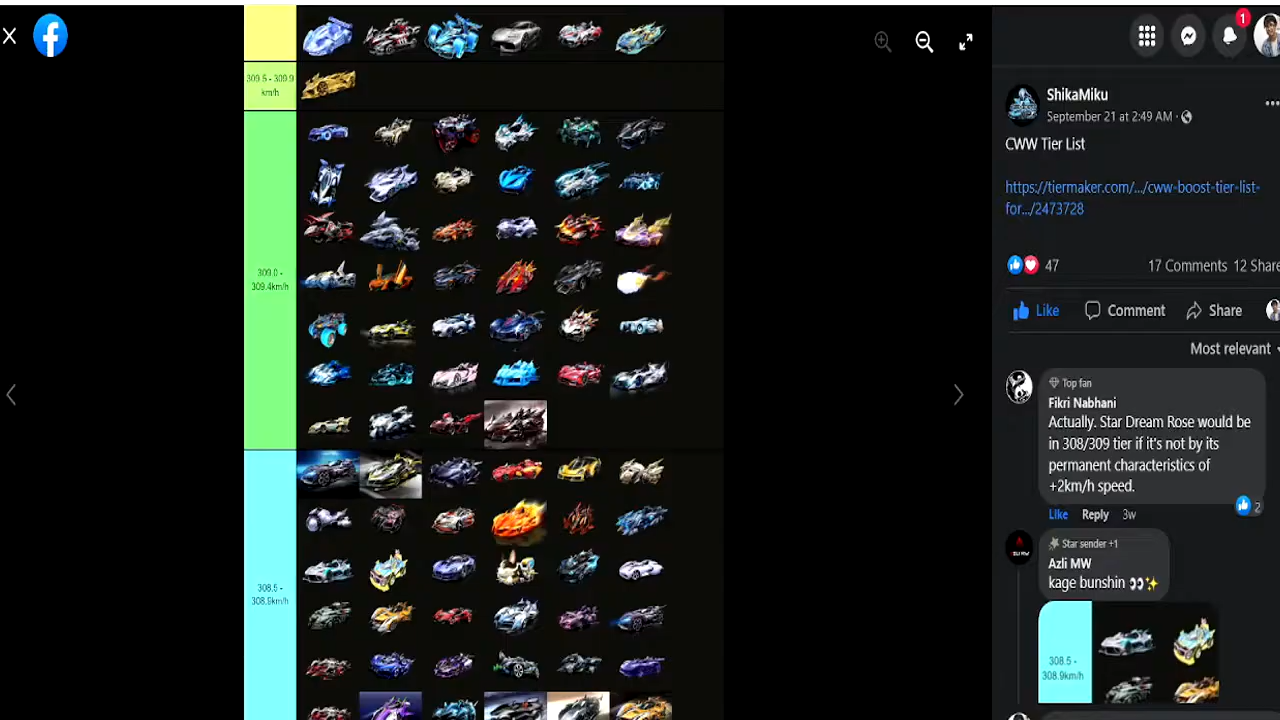 309.5 - 309.9
km/h
309.0 -
309.4km/h
308.5 -
308.9km/h
1
ShikaMiku
September 21 at 2:49 AM ·
CWW Tier List
https://tiermaker.com/.../cww-boost-tier-list-
for.../2473728
47
17 Comments 12 Share
Like
Comment
Share
Most relevant
Top fan
Fikri Nabhani
Actually. Star Dream Rose would be
in 308/309 tier if it's not by its
permanent characteristics of
+2km/h speed.
2
Like Reply 3w
Star sender +1
Azli MW
kage bunshin 👀✨
308.5 -
308.9km/h